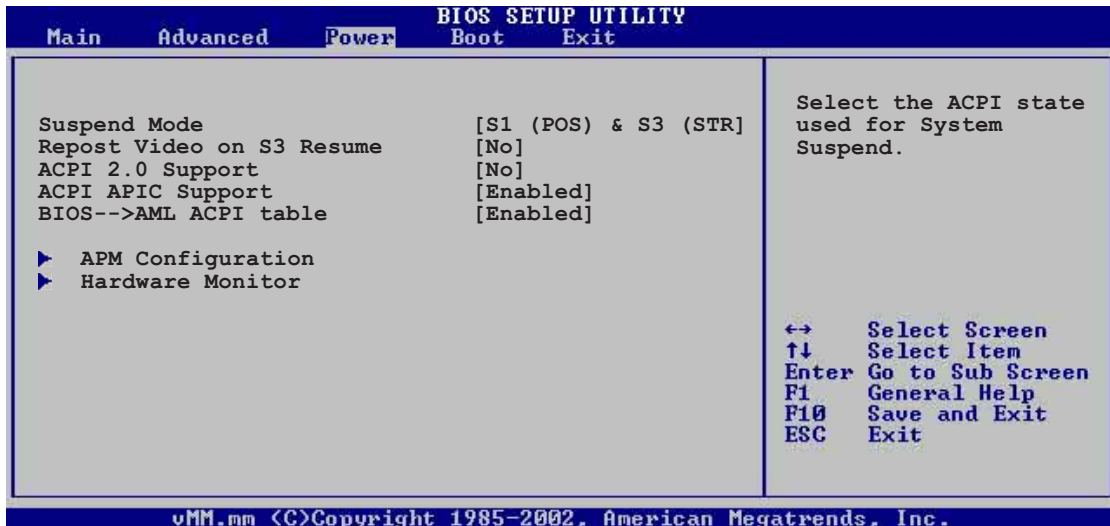 BIOS SETUP UTILITY
Main Advanced Power Boot Exit
Suspend Mode [S1 (POS) & S3 (STR]
Repost Video on S3 Resume [No]
ACPI 2.0 Support [No]
ACPI APIC Support [Enabled]
BIOS-->AML ACPI table [Enabled]
APM Configuration
Hardware Monitor
Select the ACPI state
used for System
Suspend.
↔ Select Screen
↑↓ Select Item
Enter Go to Sub Screen
F1 General Help
F10 Save and Exit
ESC Exit
vMM.mm (C)Copyright 1985-2002, American Megatrends, Inc.